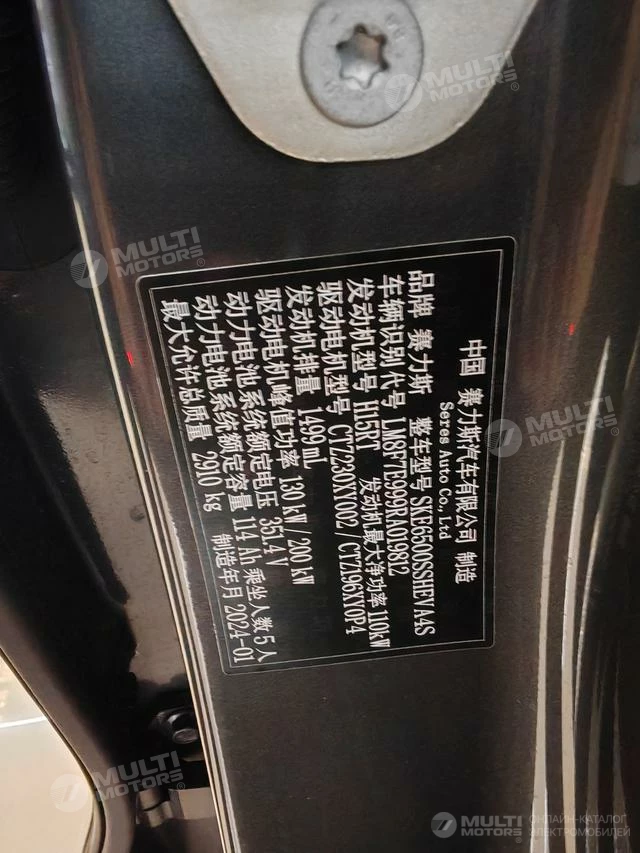 中国 赛力斯汽车有限公司 制造
Seres Auto Co., Ltd
品牌 赛力斯 整车型号 SKE6500SSHEVA4S
车辆识别代号 LM8F7E999RA019812
发动机型号 H15RT 发动机最大净功率 110kW
驱动电机型号 CTZ230XY002 / CTZ196XY0P4
发动机排量 1499 mL
驱动电机峰值功率 130 kW / 200 kW
动力电池系统额定电压 351.4 V
动力电池系统额定容量 114 Ah 乘坐人数 5 人
最大允许总质量 2910 kg 制造年月 2024-01
MULTI MOTORS®
MULTI MOTORS®
MULTI MOTORS®
MULTI MOTORS®
MULTI MOTORS®
ОНЛАЙН-КАТАЛОГ
ЭЛЕКТРОМОБИЛЕЙ